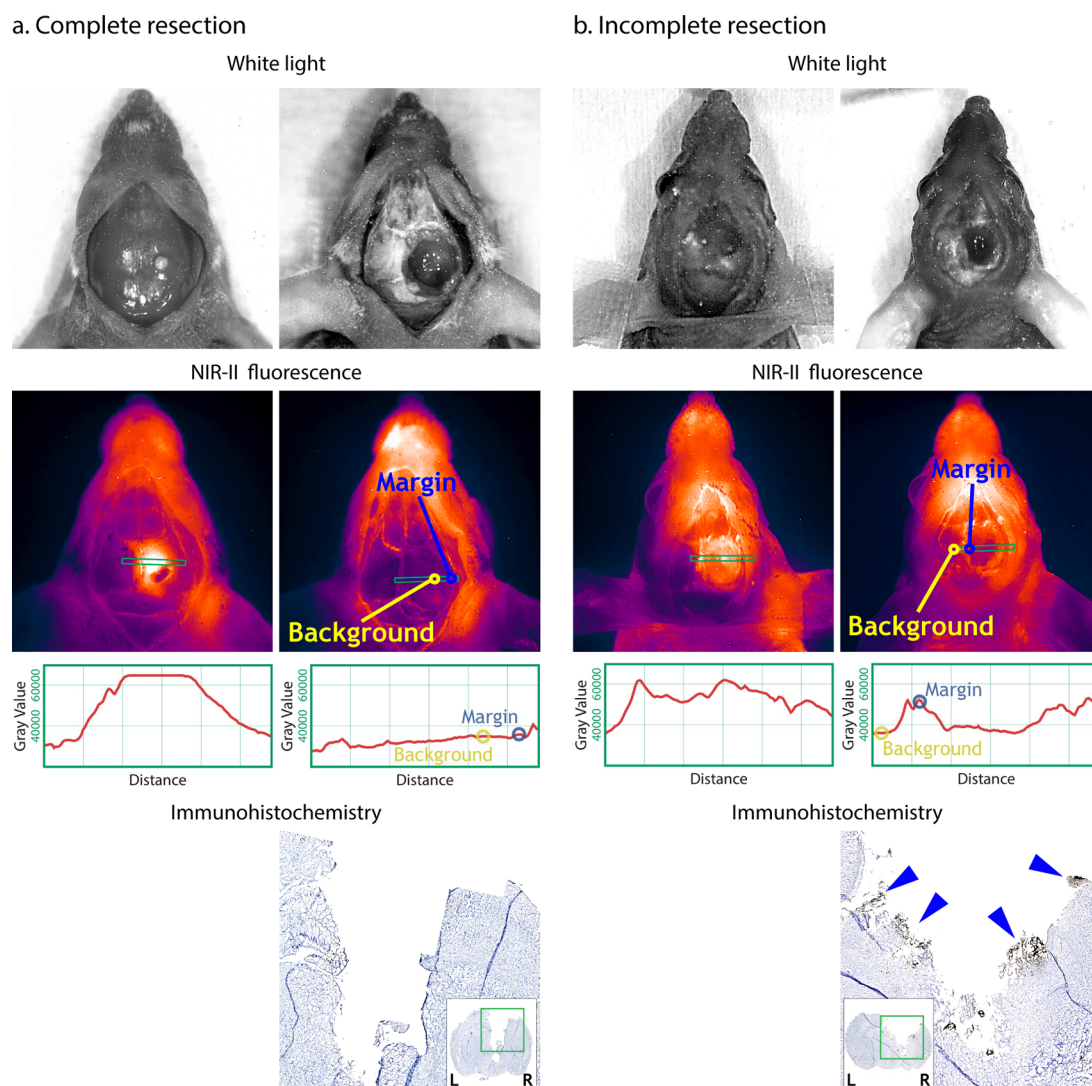 a. Complete resection
White light
NIR-II fluorescence
Margin
Background
Gray Value
60000
40000
Distance
Gray Value
60000
40000
Margin
Background
Distance
Immunohistochemistry
L R
b. Incomplete resection
White light
NIR-II fluorescence
Margin
Background
Gray Value
60000
40000
Distance
Gray Value
60000
40000
Margin
Background
Distance
Immunohistochemistry
L R